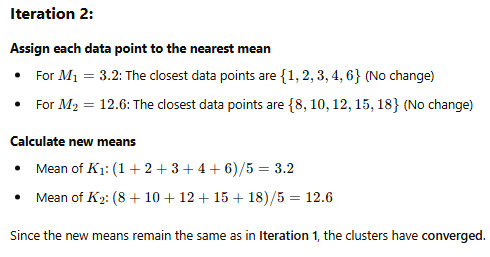 Iteration 2:
Assign each data point to the nearest mean
• For M₁ = 3.2: The closest data points are {1, 2, 3, 4, 6} (No change)
• For M₂ = 12.6: The closest data points are {8, 10, 12, 15, 18} (No change)
Calculate new means
• Mean of K₁: (1 + 2 + 3 + 4 + 6)/5 = 3.2
• Mean of K₂: (8 + 10 + 12 + 15 + 18)/5 = 12.6
Since the new means remain the same as in Iteration 1, the clusters have converged.